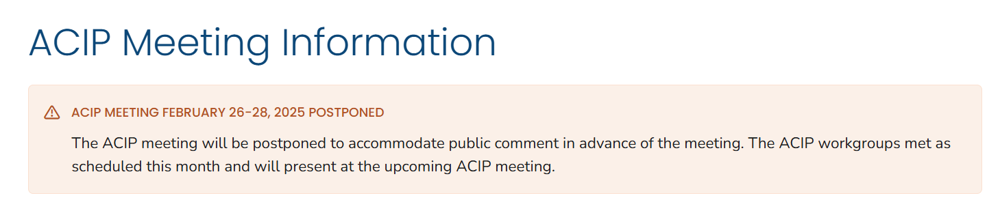 ACIP Meeting Information
ACIP MEETING FEBRUARY 26-28, 2025 POSTPONED
The ACIP meeting will be postponed to accommodate public comment in advance of the meeting. The ACIP workgroups met as
scheduled this month and will present at the upcoming ACIP meeting.